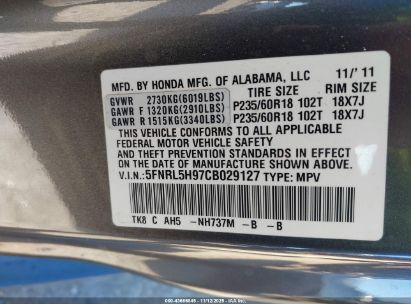 MFD. BY HONDA MFG. OF ALABAMA, LLC 11/'11
TIRE SIZE RIM SIZE
GVWR 2730KG(6019LBS)
GAWR F 1320KG(2910LBS) P235/60R18 102T 18X7J
GAWR R 1515KG(3340LBS) P235/60R18 102T 18X7J
THIS VEHICLE CONFORMS TO ALL APPLICABLE
FEDERAL MOTOR VEHICLE SAFETY
AND THEFT PREVENTION STANDARDS IN EFFECT
ON THE DATE OF MANUFACTURE SHOWN ABOVE.
V.I.N.: 5FNRL5H97CB029127 TYPE: MPV
TK8 C AH5 -NH737M -B -B